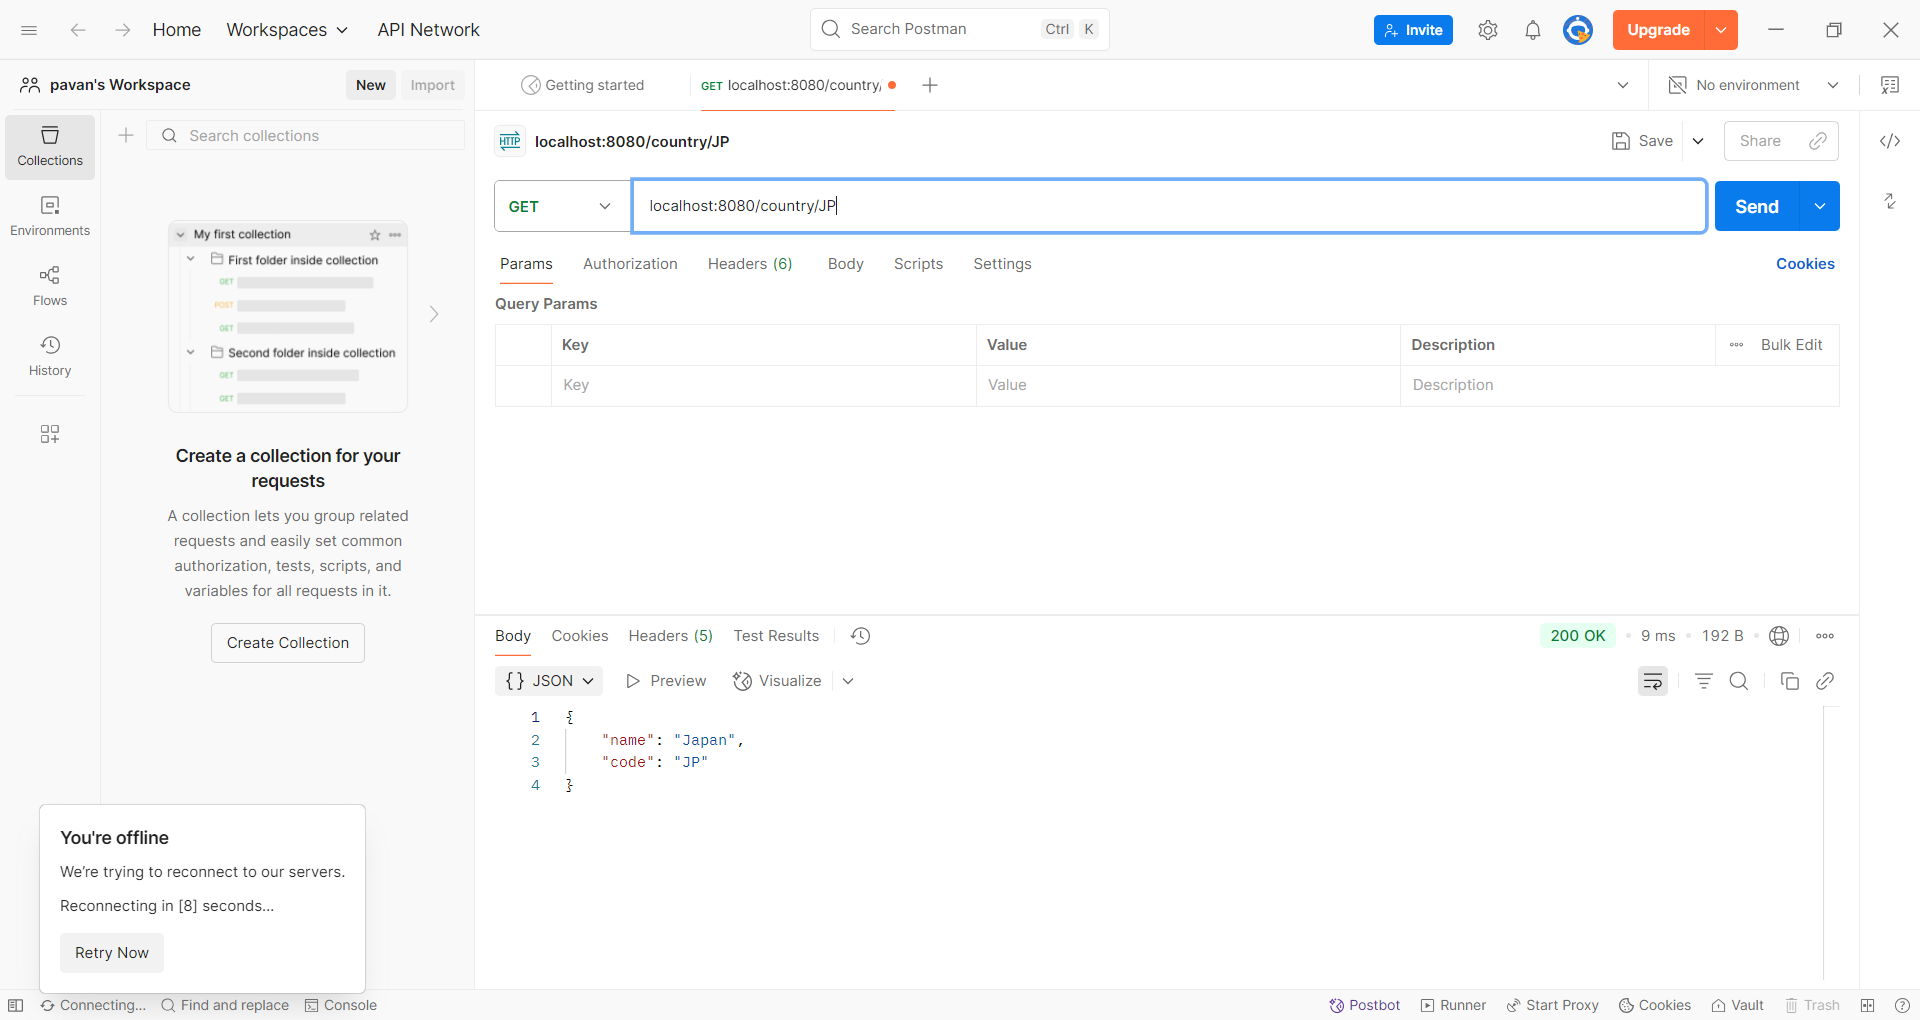 Home Workspaces API Network Search Postman Ctrl K Invite Upgrade
pavan's Workspace New Import Getting started GET localhost:8080/country/ No environment
Collections
Search collections
HTTP localhost:8080/country/JP Save Share
Environments
GET localhost:8080/country/JP Send
Flows
History
My first collection
First folder inside collection
GET
POST
GET
Second folder inside collection
GET
GET
Create a collection for your
requests
A collection lets you group related
requests and easily set common
authorization, tests, scripts, and
variables for all requests in it.
Create Collection
Params Authorization Headers (6) Body Scripts Settings Cookies
Query Params
Key Value Description Bulk Edit
Key Value Description
Body Cookies Headers (5) Test Results 200 OK 9 ms 192 B
{} JSON Preview Visualize
1 {
2 "name": "Japan",
3 "code": "JP"
4 }
You're offline
We're trying to reconnect to our servers.
Reconnecting in [8] seconds...
Retry Now
Connecting... Find and replace Console Postbot Runner Start Proxy Cookies Vault Trash